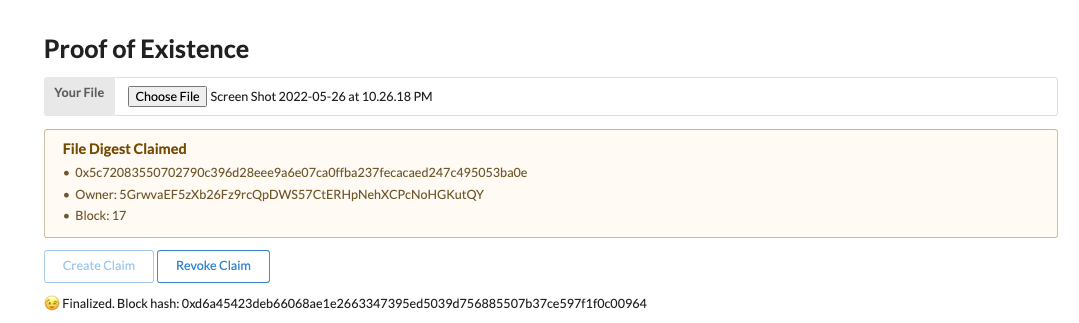 Proof of Existence
Your File
Choose File Screen Shot 2022-05-26 at 10.26.18 PM
File Digest Claimed
• 0x5c72083550702790c396d28eee9a6e07ca0ffba237fecacaed247c495053ba0e
• Owner: 5GrwvaEF5zXb26Fz9rcQpDWS57CtERHpNehXCPcNoHGKutQY
• Block: 17
Create Claim Revoke Claim
😉 Finalized. Block hash: 0xd6a45423deb66068ae1e2663347395ed5039d756885507b37ce597f1f0c00964